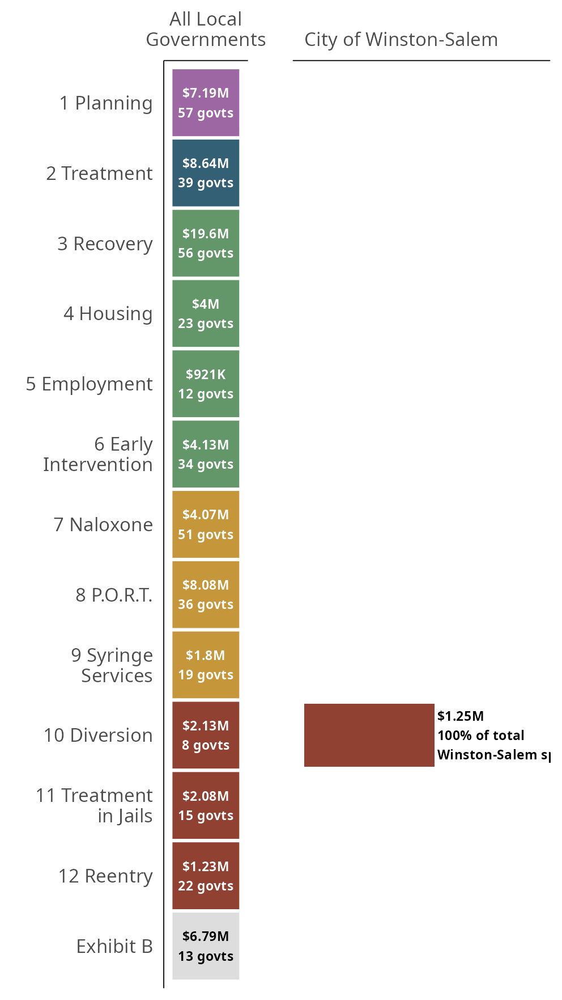 All Local
Governments
City of Winston-Salem
1 Planning
$7.19M
57 govts
2 Treatment
$8.64M
39 govts
3 Recovery
$19.6M
56 govts
4 Housing
$4M
23 govts
5 Employment
$921K
12 govts
6 Early
Intervention
$4.13M
34 govts
7 Naloxone
$4.07M
51 govts
8 P.O.R.T.
$8.08M
36 govts
9 Syringe
Services
$1.8M
19 govts
10 Diversion
$2.13M
8 govts
$1.25M
100% of total
Winston-Salem
11 Treatment
in Jails
$2.08M
15 govts
12 Reentry
$1.23M
22 govts
Exhibit B
$6.79M
13 govts